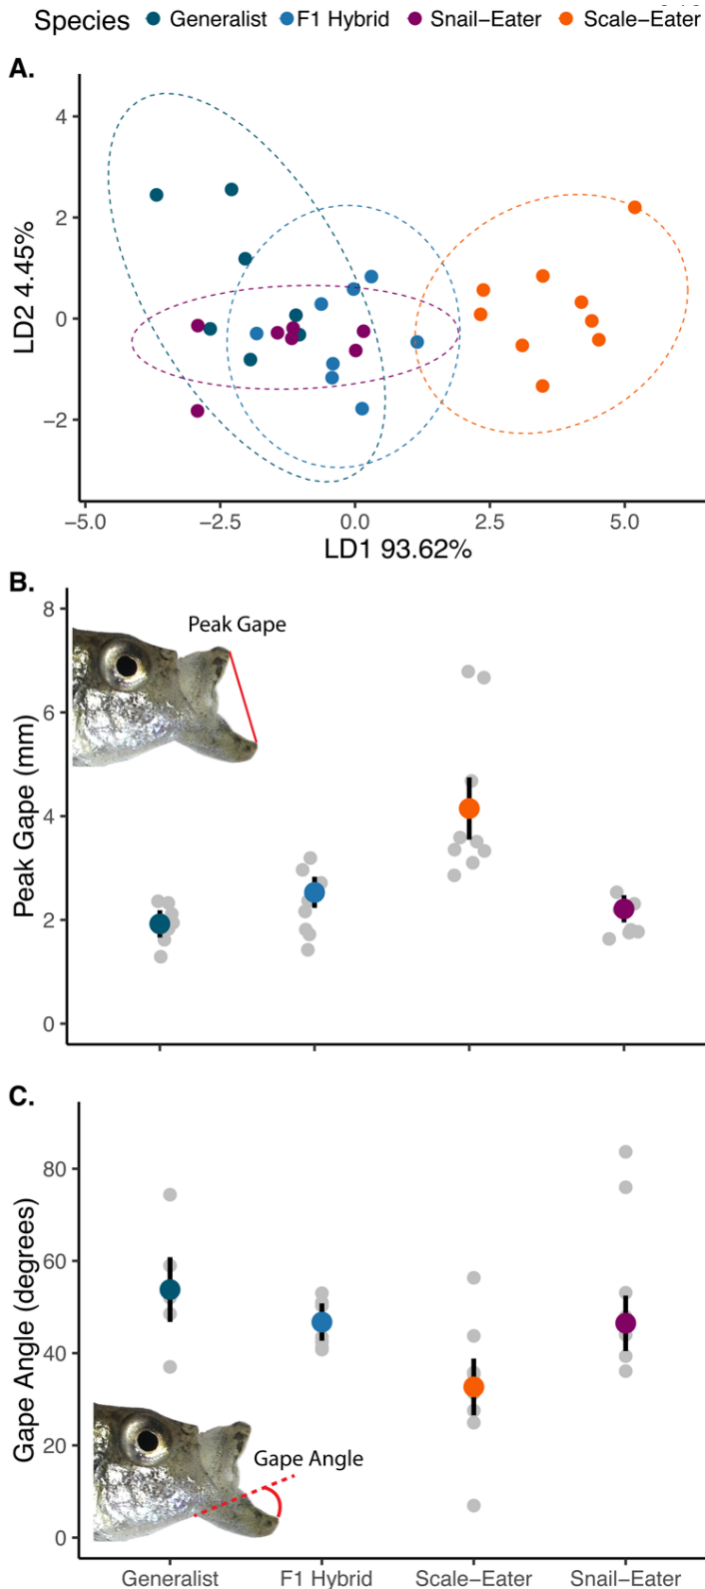 Species Generalist F1 Hybrid Snail−Eater Scale−Eater
A.
4
2
0
−2
LD2 4.45%
−5.0 −2.5 0.0 2.5 5.0
LD1 93.62%
B.
8
6
4
2
0
Peak Gape (mm)
Peak Gape
C.
80
60
40
20
0
Gape Angle (degrees)
Gape Angle
Generalist F1 Hybrid Scale−Eater Snail−Eater